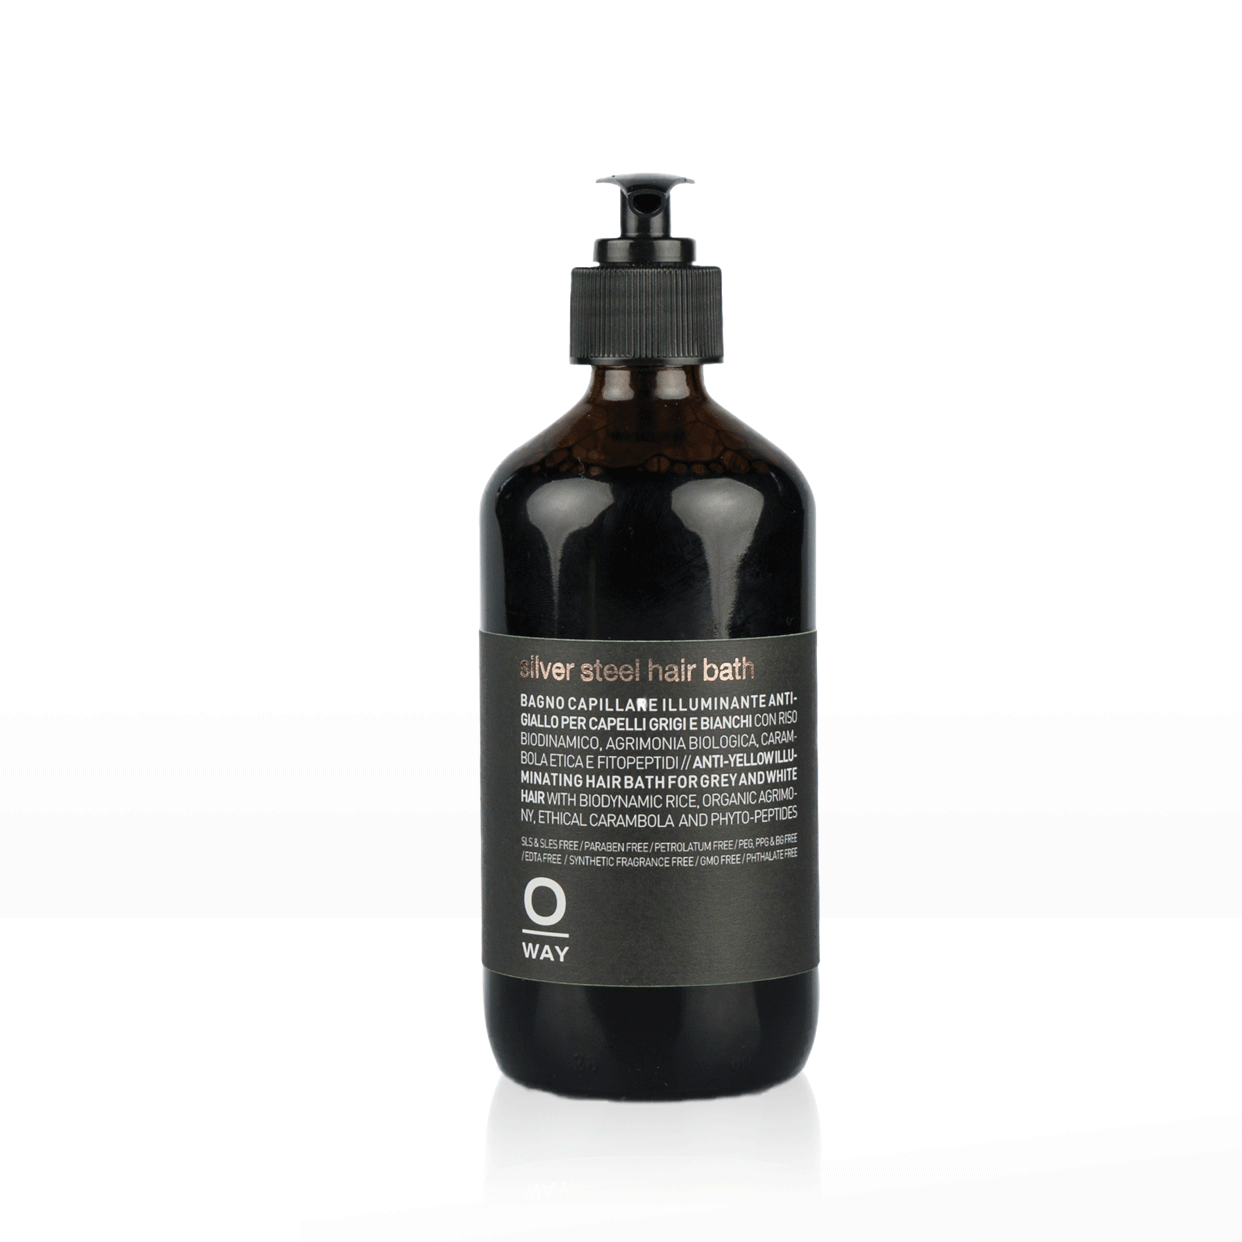 silver steel hair bath
BAGNO CAPILLARE ILLUMINANTE ANTI-
GIALLO PER CAPELLI GRIGI E BIANCHI CON RISO
BIODINAMICO, AGRIMONIA BIOLOGICA, CARAM-
BOLA ETICA E FITOPEPTIDI // ANTI-YELLOW ILLU-
MINATING HAIR BATH FOR GREY AND WHITE
HAIR WITH BIODYNAMIC RICE, ORGANIC AGRIMO-
NY, ETHICAL CARAMBOLA AND PHYTO-PEPTIDES
SLS & SLES FREE / PARABEN FREE / PETROLATUM FREE / PEG, PPG & BG FREE
/ EDTA FREE / SYNTHETIC FRAGRANCE FREE / GMO FREE / PHTHALATE FREE
O
WAY